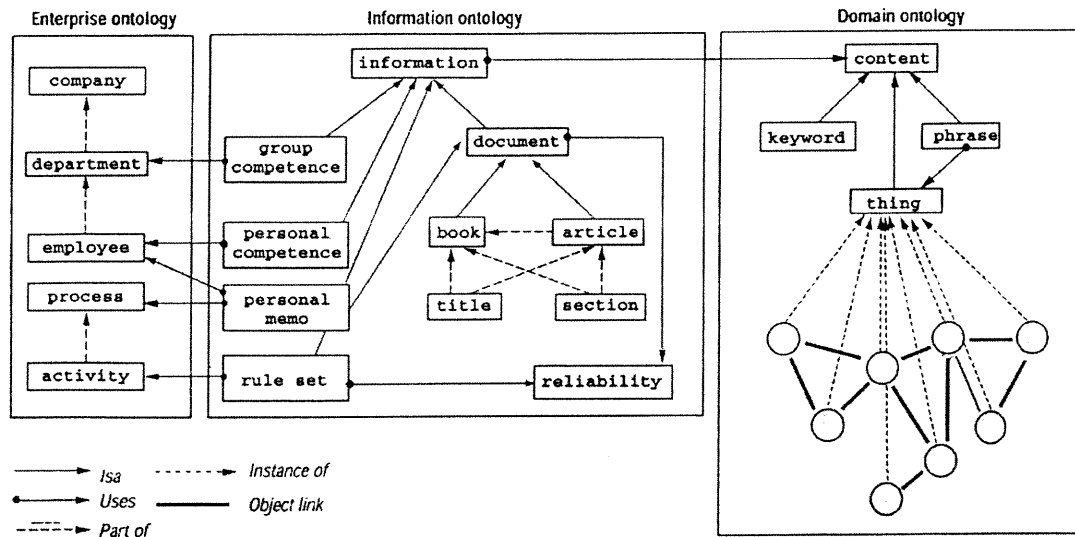 Enterprise ontology
Information ontology
Domain ontology
company
department
employee
process
activity
information
group
competence
personal
competence
personal
memo
rule set
document
book
article
title
section
reliability
content
keyword
phrase
thing
Isa
Uses
Part of
Instance of
Object link